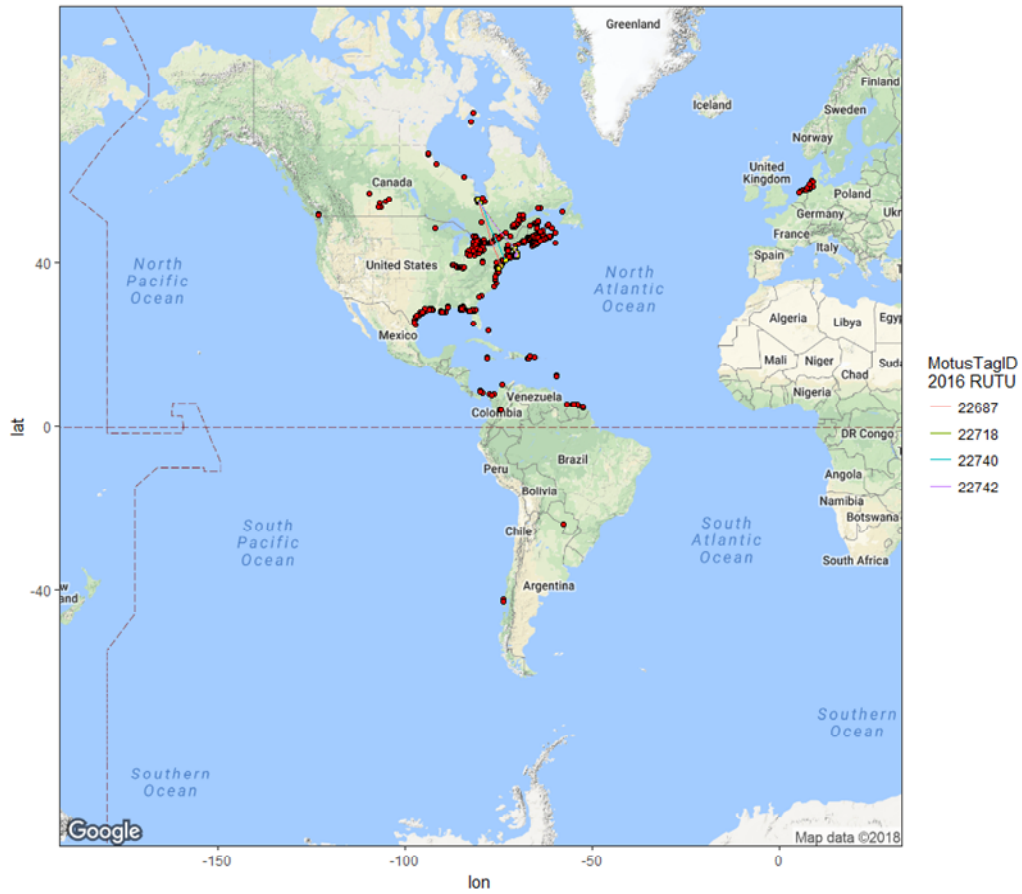 Greenland
Finland
Iceland
Sweden
Norway
United
Kingdom
Canada
Poland
Germany
Ukr
France
Italy
United States
Spain
40
North
Pacific
Ocean
North
Atlantic
Ocean
Algeria
Libya
Egyp
Mexico
Mali
Niger
Suda
Chad
Nigeria
Venezuela
Colombia
MotusTagID
2016 RUTU
22687
22718
22740
22742
lat
0
DR Congo
Brazil
Peru
Angola
Bolivia
Namibia
Botswana
South
Pacific
Ocean
Chile
South
Atlantic
Ocean
South Africa
Argentina
-40
w
and
Southern
Ocean
Southern
Ocean
Google
Map data ©2018
-150
-100
-50
0
lon